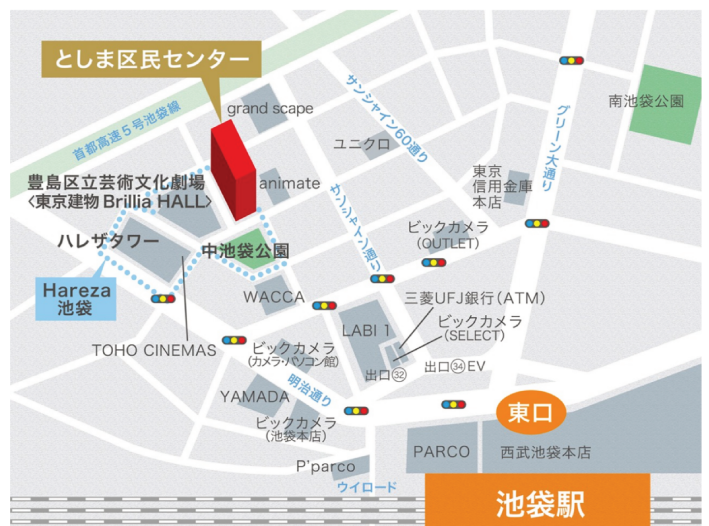 としま区民センター
grand scape
首都高速5号池袋線
サンシャイン60通り
グリーン大通り
南池袋公園
ユニクロ
豊島区立芸術文化劇場
〈東京建物 Brillia HALL〉
animate
サンシャイン通り
東京
信用金庫
本店
ハレザタワー
中池袋公園
ビックカメラ
(OUTLET)
Hareza
池袋
WACCA
三菱UFJ銀行(ATM)
ビックカメラ
(SELECT)
LABI 1
TOHO CINEMAS
ビックカメラ
(カメラ・パソコン館)
出口㉜
出口㉞EV
明治通り
YAMADA
ビックカメラ
(池袋本店)
東口
P'parco
PARCO
西武池袋本店
ウイロード
池袋駅